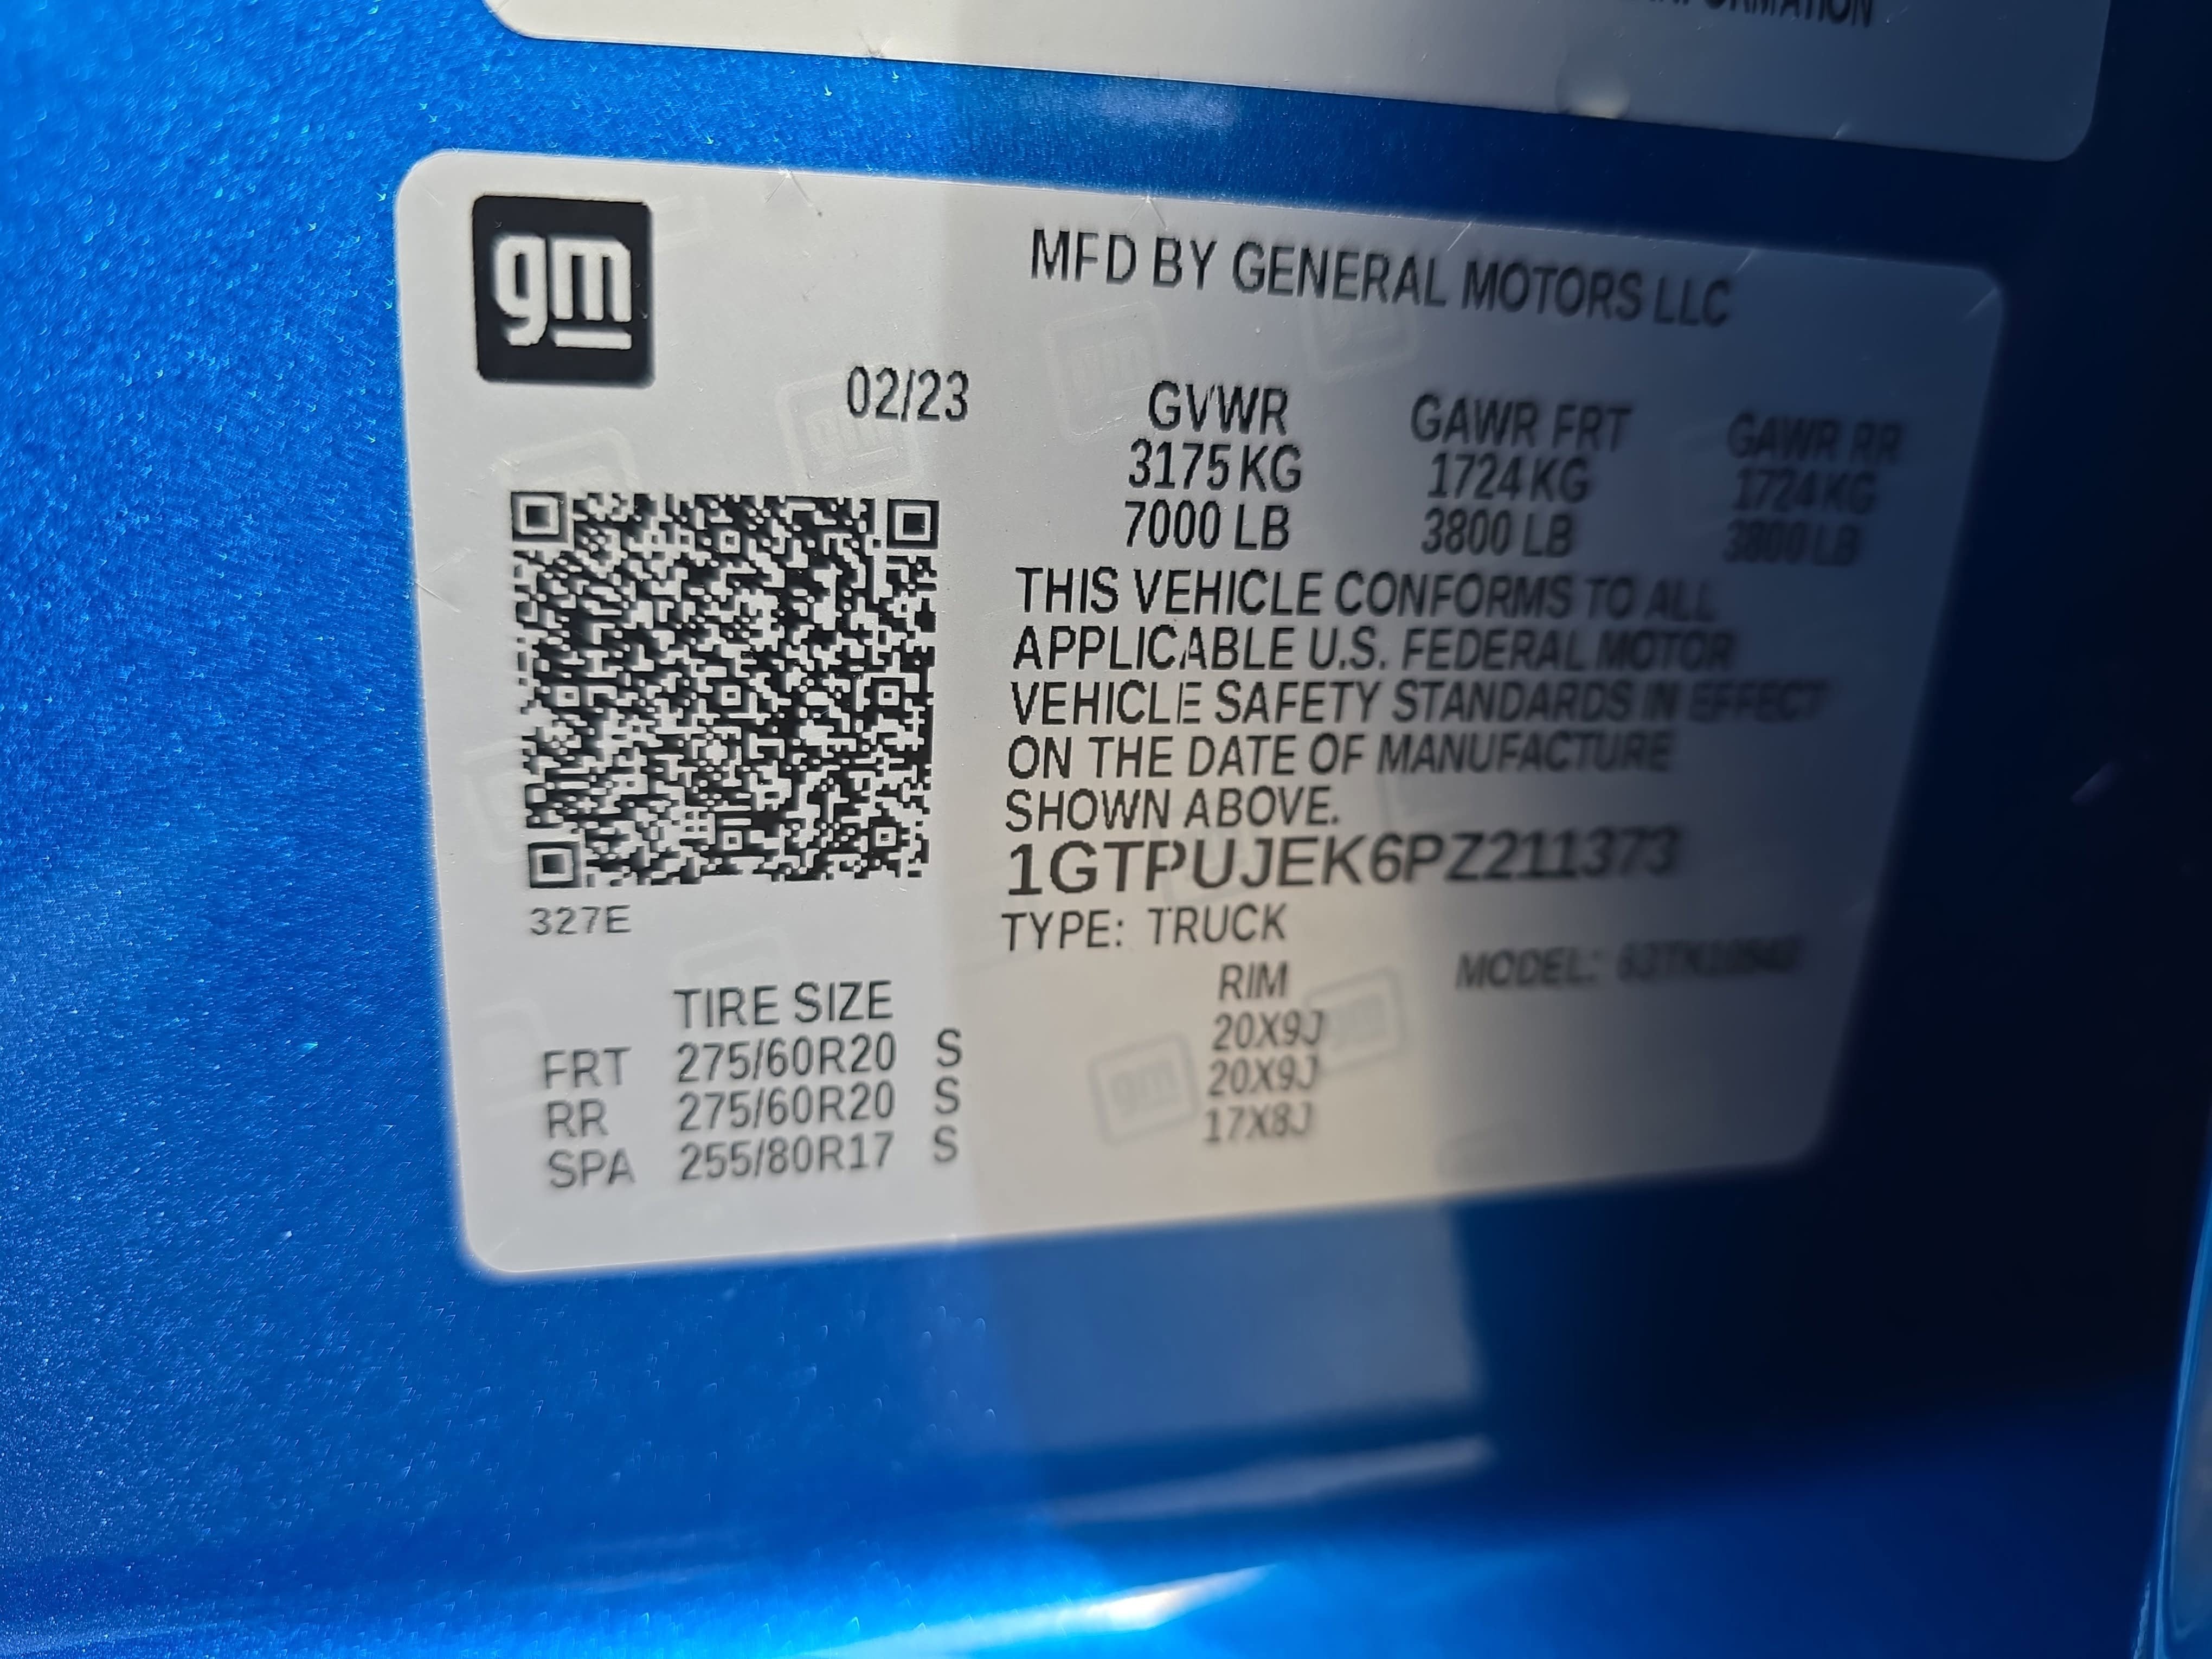 INFORMATION
gm
MFD BY GENERAL MOTORS LLC
02/23
GVWR GAWR FRT GAWR RR
3175 KG 1724 KG 1724 KG
7000 LB 3800 LB 3800 LB
THIS VEHICLE CONFORMS TO ALL
APPLICABLE U.S. FEDERAL MOTOR
VEHICLE SAFETY STANDARDS IN EFFECT
ON THE DATE OF MANUFACTURE
SHOWN ABOVE.
1GTPUJEK6PZ211373
327E
TYPE: TRUCK
MODEL:
TIRE SIZE RIM
FRT 275/60R20 S 20X9J
RR 275/60R20 S 20X9J
SPA 255/80R17 S 17X8J